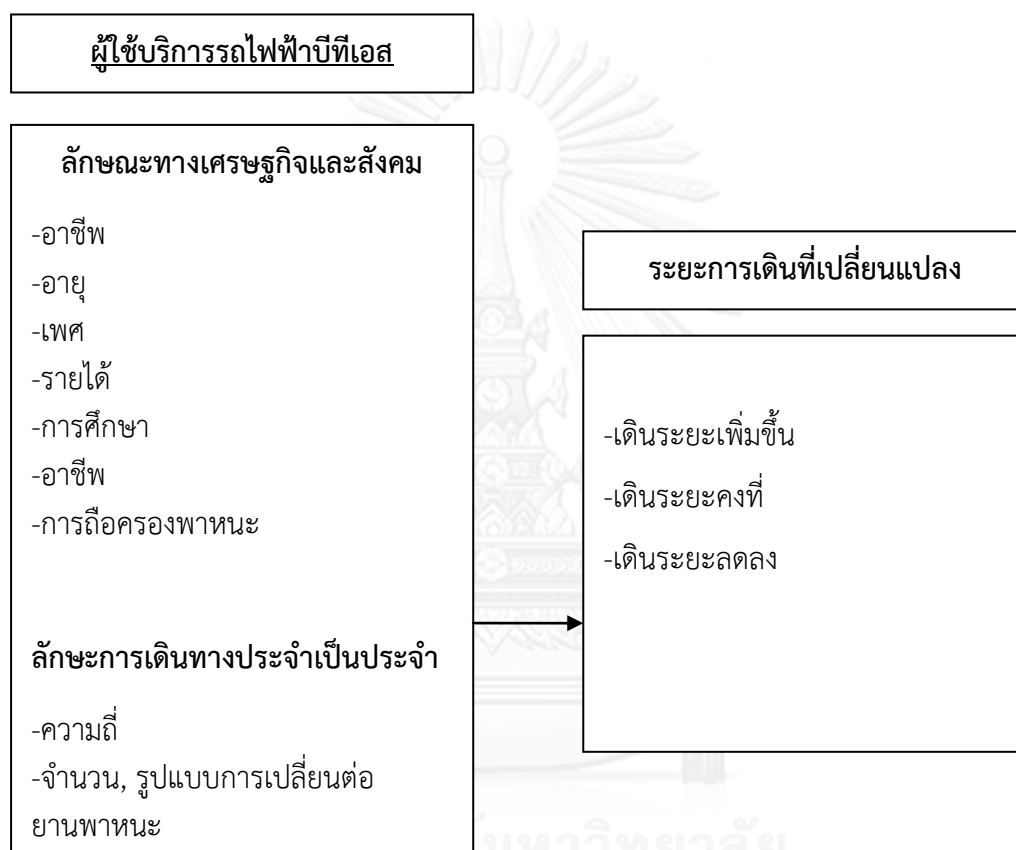 ผู้ใช้บริการรถไฟฟ้าบีทีเอส
ลักษณะทางเศรษฐกิจและสังคม
-อาชีพ
-อายุ
-เพศ
-รายได้
-การศึกษา
-อาชีพ
-การถือครองพาหนะ
ลักษะการเดินทางประจำเป็นประจำ
-ความถี่
-จำนวน, รูปแบบการเปลี่ยนต่อ
ยานพาหนะ
ระยะการเดินที่เปลี่ยนแปลง
-เดินระยะเพิ่มขึ้น
-เดินระยะคงที่
-เดินระยะลดลง